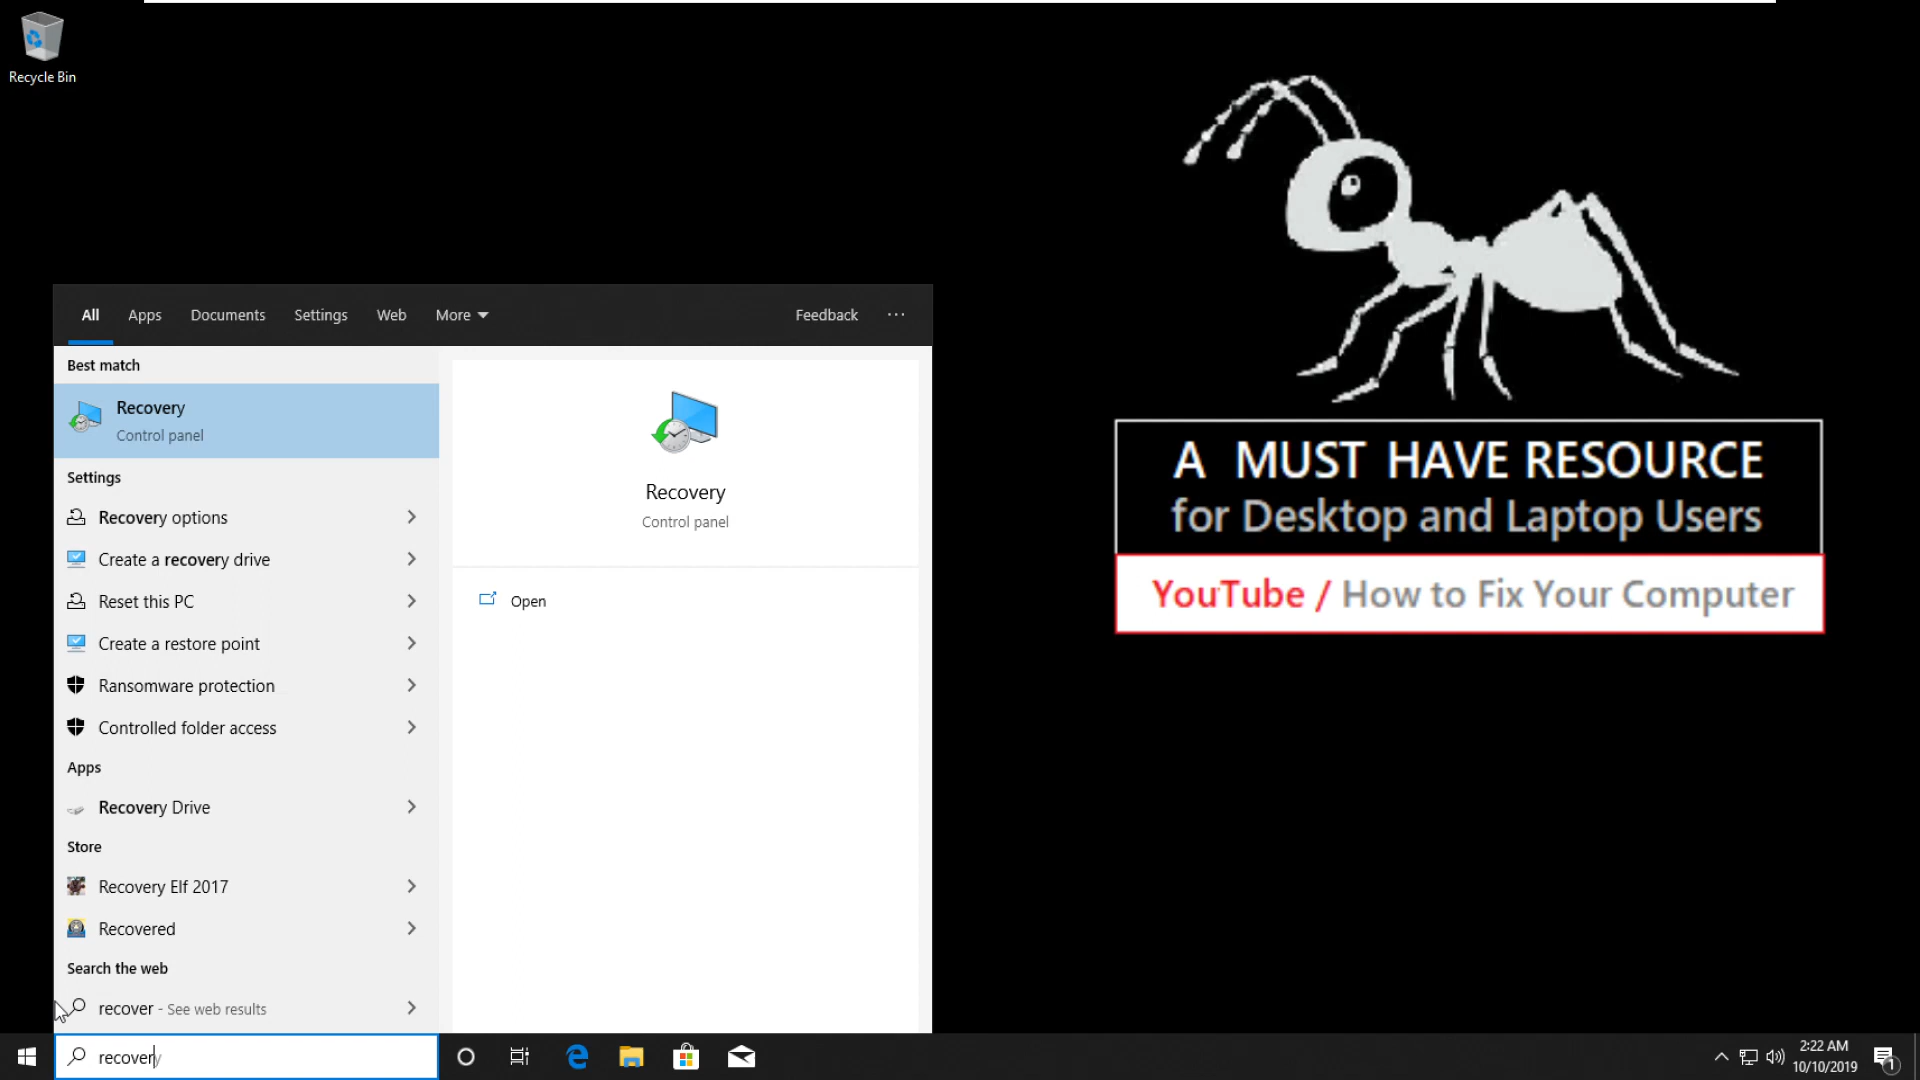 Recycle Bin
All Apps Documents Settings Web More Feedback ...
Best match
Recovery
Control panel
Settings
Recovery options
Create a recovery drive
Reset this PC
Create a restore point
Ransomware protection
Controlled folder access
Apps
Recovery Drive
Store
Recovery Elf 2017
Recovered
Search the web
recover - See web results
recovery
Recovery
Control panel
Open
A MUST HAVE RESOURCE
for Desktop and Laptop Users
YouTube / How to Fix Your Computer
2:22 AM
10/10/2019
1